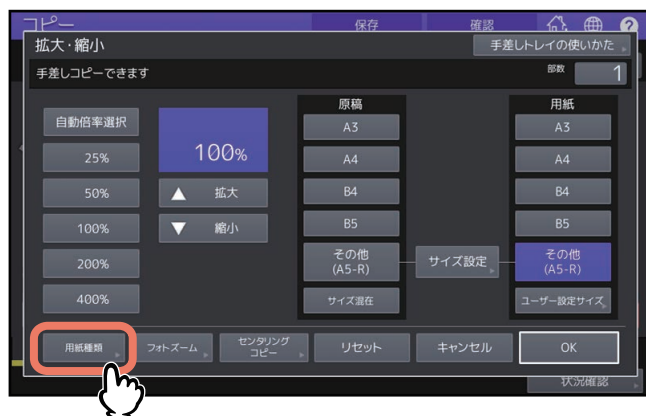 コピー
保存
確認
拡大・縮小
手差しトレイの使いかた
手差しコピーできます
部数
1
自動倍率選択
25%
50%
100%
200%
400%
100%
拡大
縮小
原稿
A3
A4
B4
B5
その他
(A5-R)
サイズ混在
サイズ設定
用紙
A3
A4
B4
B5
その他
(A5-R)
ユーザー設定サイズ
用紙種類
フォトズーム
センタリング
コピー
リセット
キャンセル
OK
状況確認